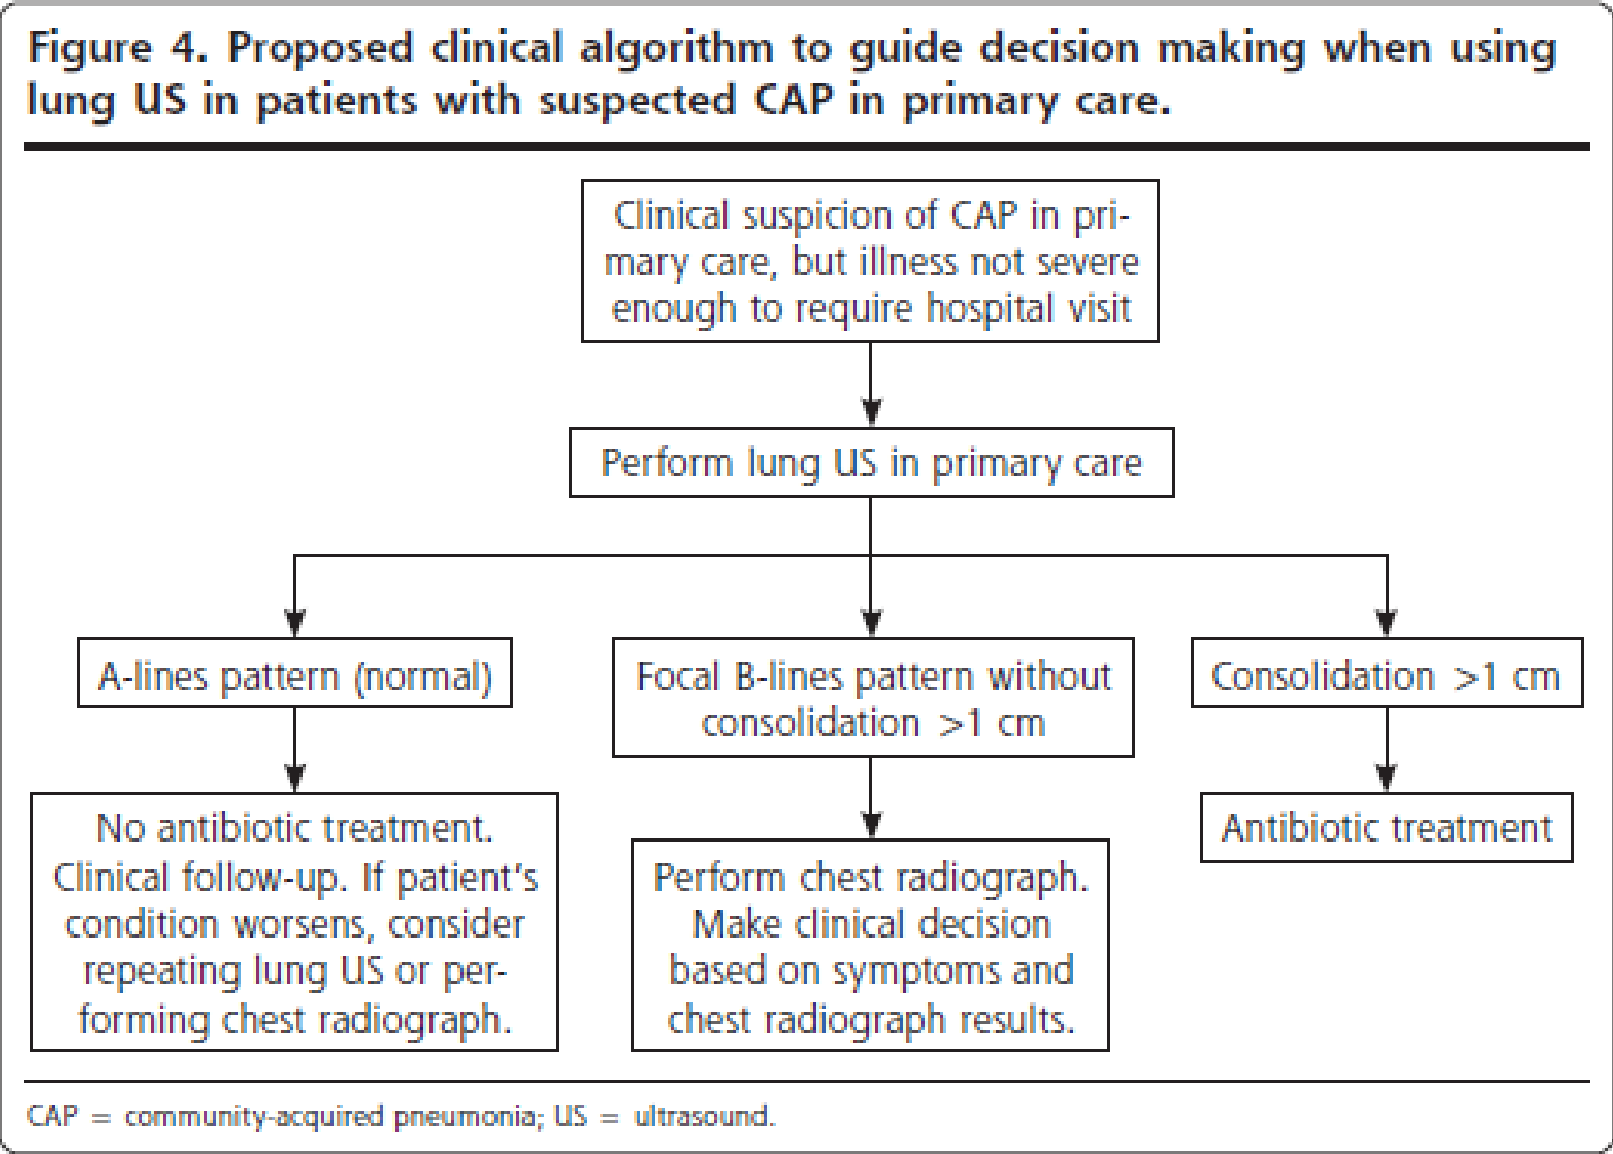 Figure 4. Proposed clinical algorithm to guide decision making when using
lung US in patients with suspected CAP in primary care.
Clinical suspicion of CAP in pri-
mary care, but illness not severe
enough to require hospital visit
Perform lung US in primary care
A-lines pattern (normal)
Focal B-lines pattern without
consolidation >1 cm
Consolidation >1 cm
No antibiotic treatment.
Clinical follow-up. If patient's
condition worsens, consider
repeating lung US or per-
forming chest radiograph.
Perform chest radiograph.
Make clinical decision
based on symptoms and
chest radiograph results.
Antibiotic treatment
CAP = community-acquired pneumonia; US = ultrasound.